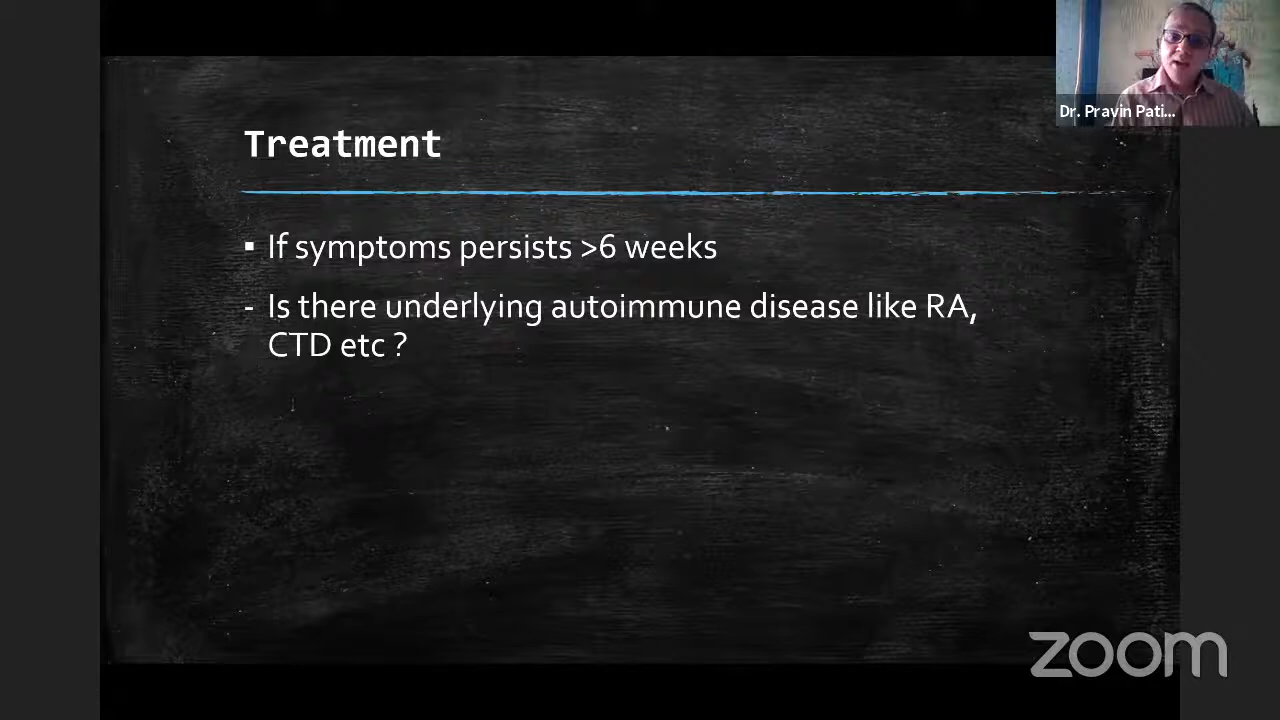 Dr. Pravin Pati...
Treatment
▪ If symptoms persists >6 weeks
- Is there underlying autoimmune disease like RA,
CTD etc ?
zoom